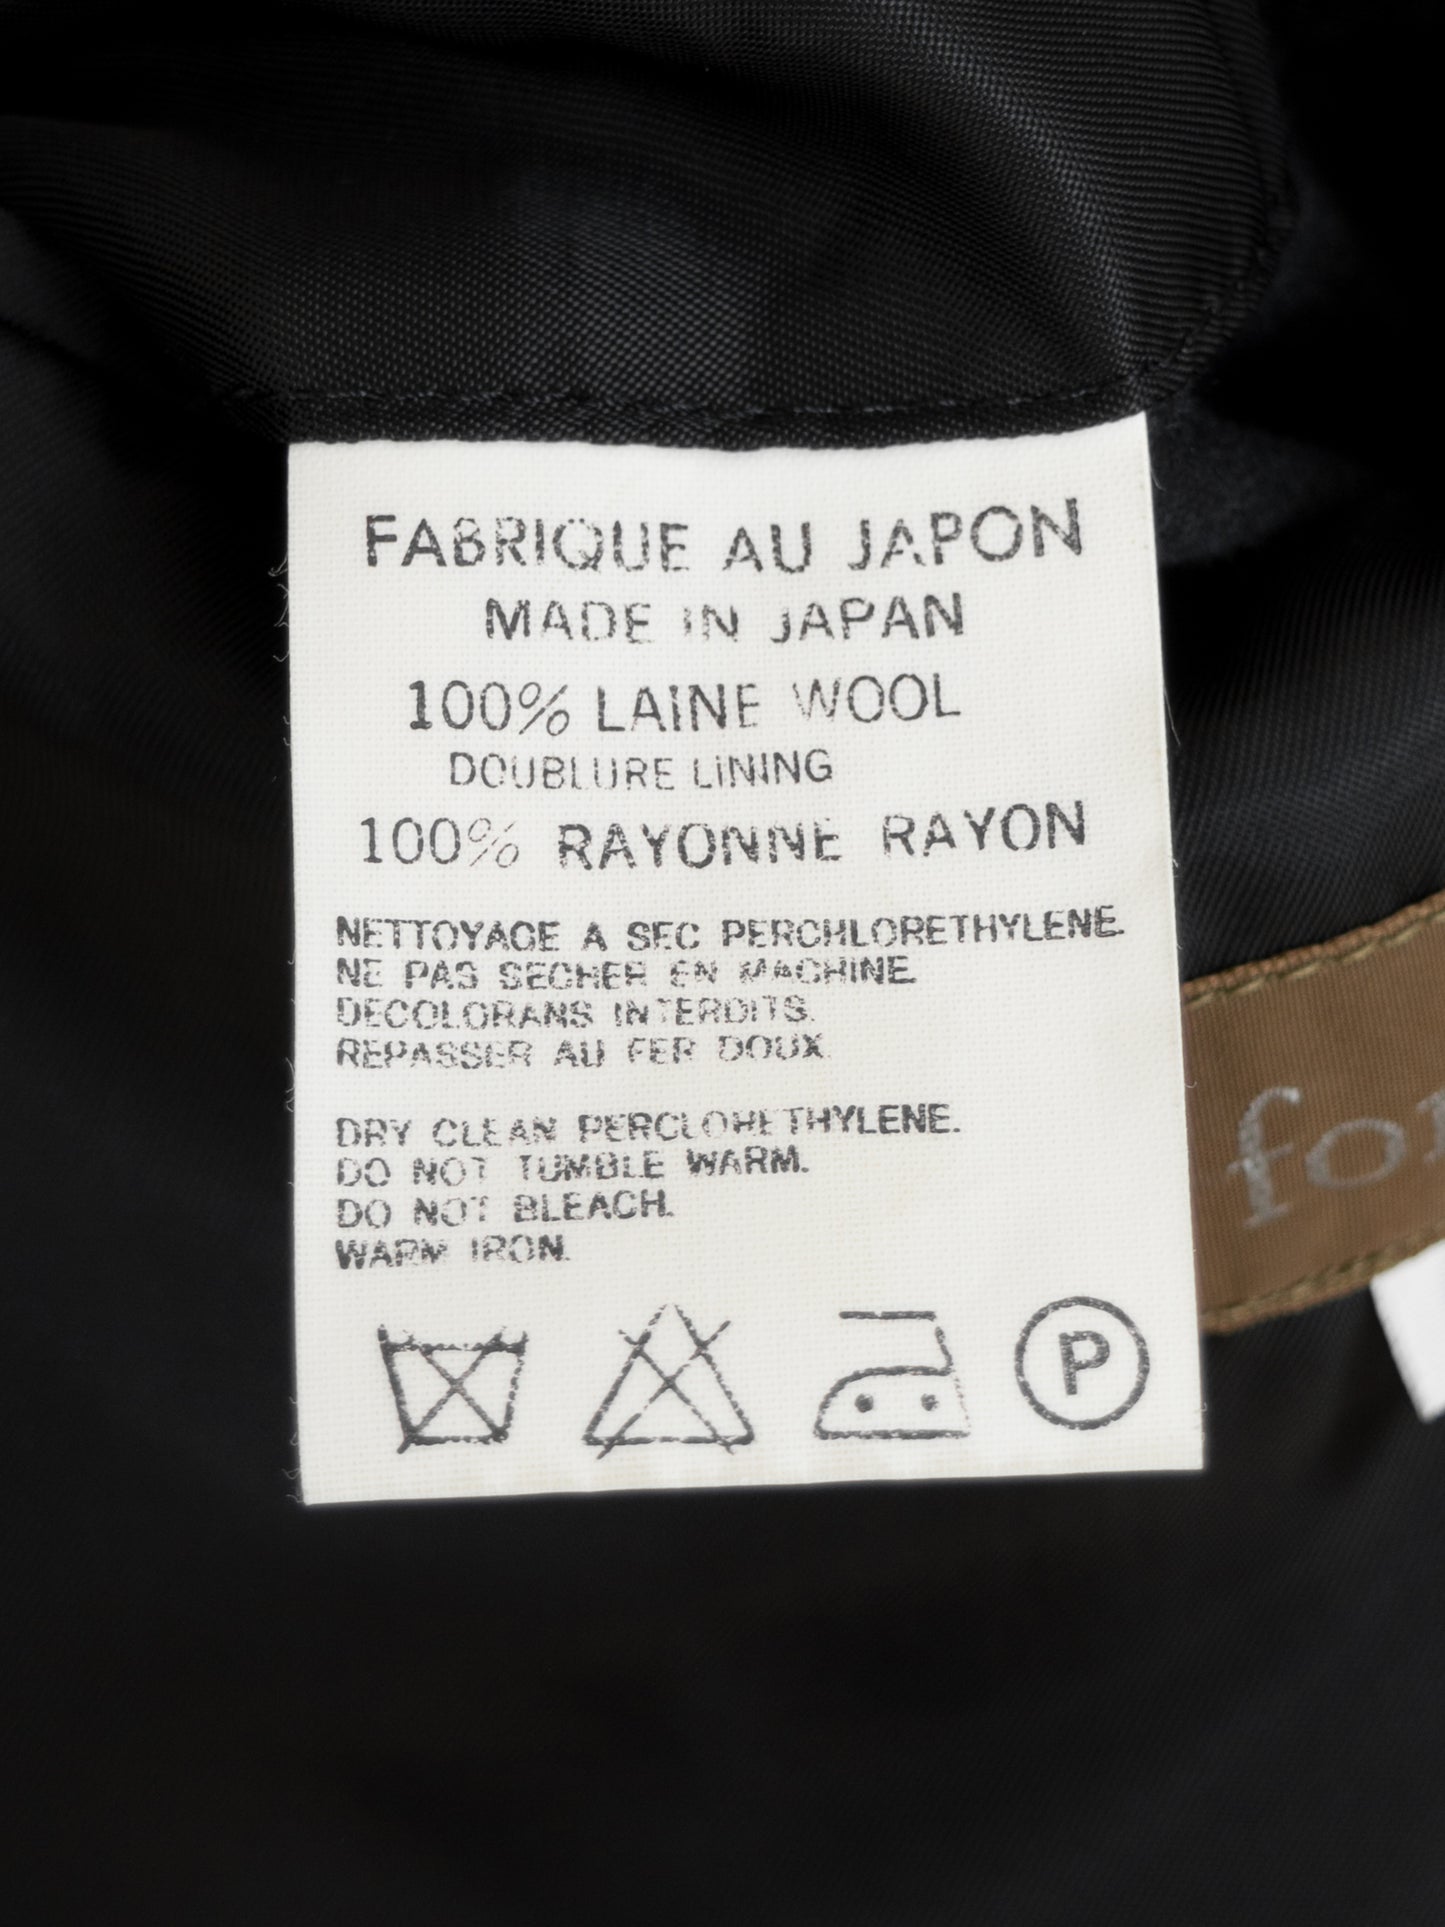 FABRIQUE AU JAPON
MADE IN JAPAN
100% LAINE WOOL
DOUBLURE LINING
100% RAYONNE RAYON
NETTOYAGE A SEC PERCHLORETHYLENE.
NE PAS SECHER EN MACHINE.
DECOLORANS INTERDITS.
REPASSER AU FER DOUX.
DRY CLEAN PERCLORETHYLENE.
DO NOT TUMBLE WARM.
DO NOT BLEACH.
WARM IRON.
P